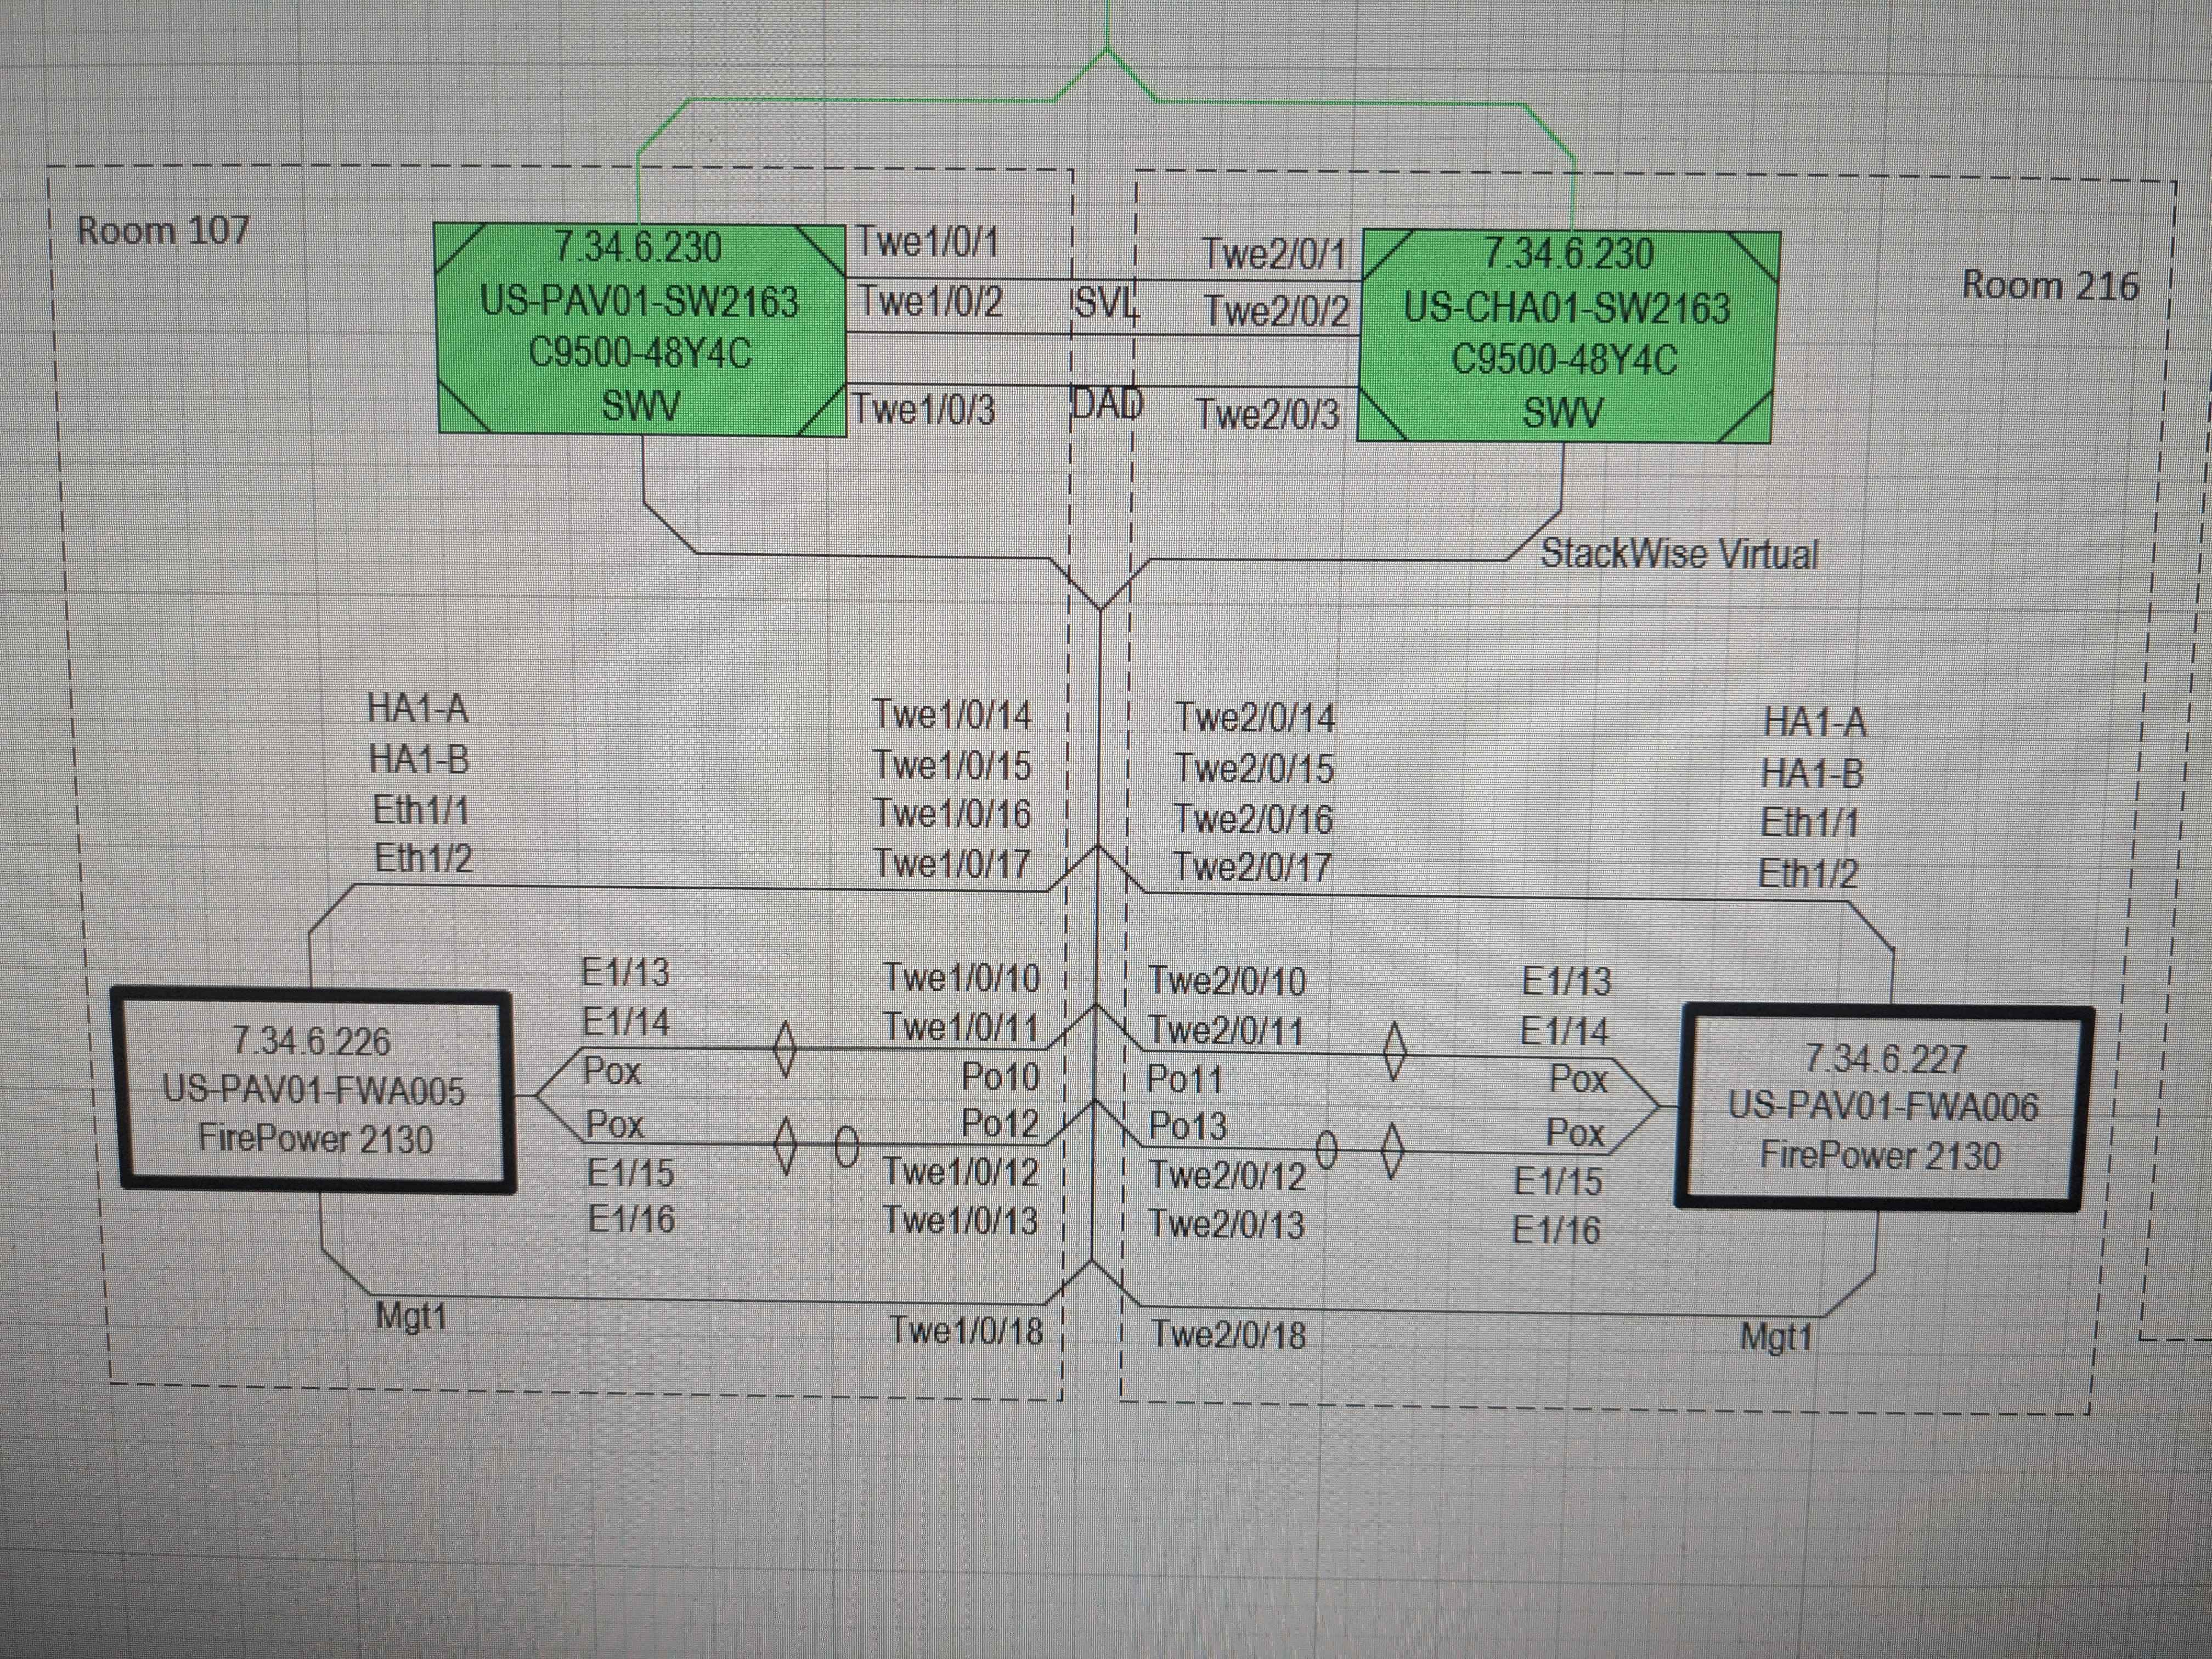 Room 107
7.34.6.230
US-PAV01-SW2163
C9500-48Y4C
SWV
Twe1/0/1
Twe1/0/2
Twe1/0/3
SVL
DAD
Twe2/0/1
Twe2/0/2
Twe2/0/3
7.34.6.230
US-CHA01-SW2163
C9500-48Y4C
SWV
Room 216
StackWise Virtual
HA1-A
HA1-B
Eth1/1
Eth1/2
Twe1/0/14
Twe1/0/15
Twe1/0/16
Twe1/0/17
Twe2/0/14
Twe2/0/15
Twe2/0/16
Twe2/0/17
HA1-A
HA1-B
Eth1/1
Eth1/2
7.34.6.226
US-PAV01-FWA005
FirePower 2130
E1/13
E1/14
Pox
Pox
E1/15
E1/16
Twe1/0/10
Twe1/0/11
Po10
Po12
Twe1/0/12
Twe1/0/13
Twe2/0/10
Twe2/0/11
Po11
Po13
Twe2/0/12
Twe2/0/13
E1/13
E1/14
Pox
Pox
E1/15
E1/16
7.34.6.227
US-PAV01-FWA006
FirePower 2130
Mgt1
Twe1/0/18
Twe2/0/18
Mgt1